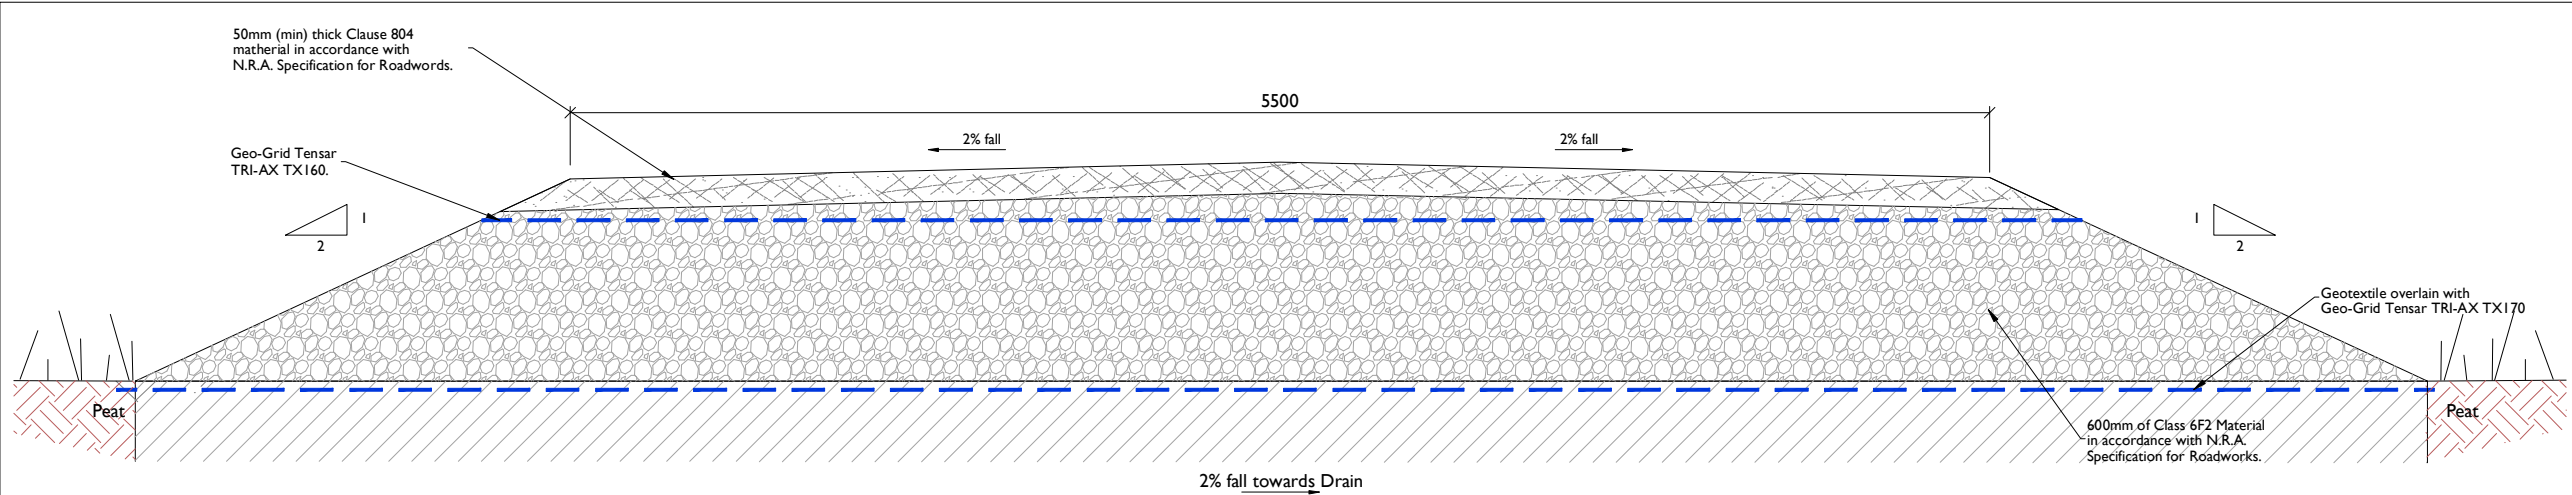 50mm (min) thick Clause 804
matherial in accordance with
N.R.A. Specification for Roadwords.
5500
2% fall
2% fall
Geo-Grid Tensar
TRI-AX TX160.
1
2
1
2
Geotextile overlain with
Geo-Grid Tensar TRI-AX TX170
Peat
Peat
600mm of Class 6F2 Material
in accordance with N.R.A.
Specification for Roadworks.
2% fall towards Drain